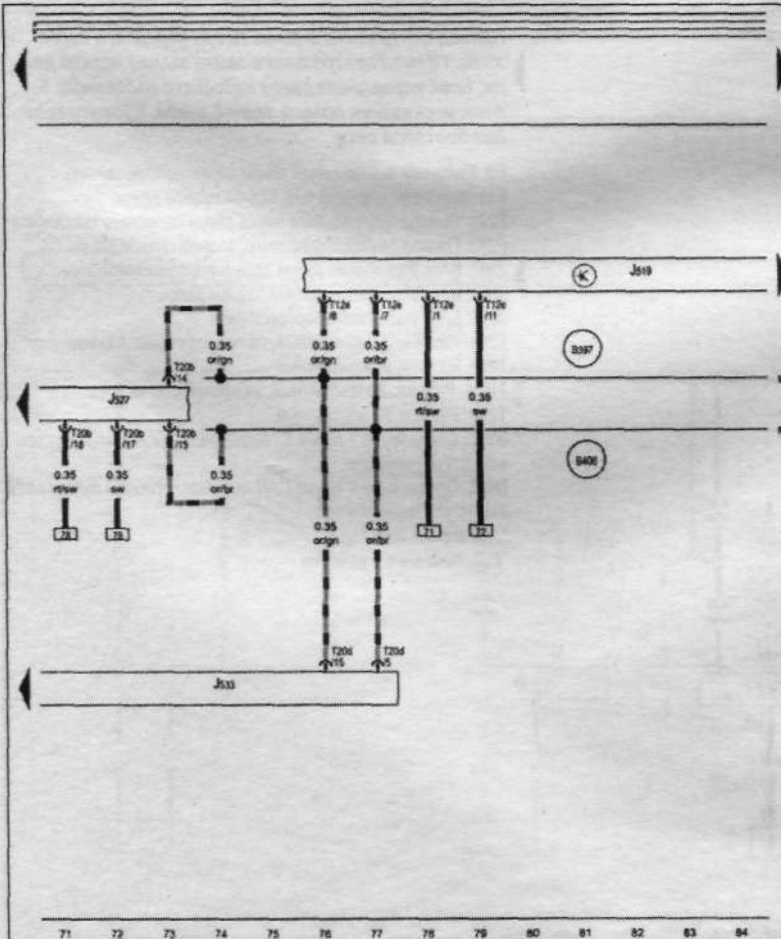 K J519
T12e/8 T12e/7 T12e/1 T12e/11
0.35 or/gn
0.35 or/gn
0.35 or/br
B397
T20b/14
J527
0.35 rt/sw
0.35 sw
T20b/18 T20b/17 T20b/15
B406
0.35 rt/sw
0.35 sw
0.35 or/br
78 79
0.35 or/gn
0.35 or/br
71 72
T20d/15 T20d/5
J533
71 72 73 74 75 76 77 78 79 80 81 82 83 84